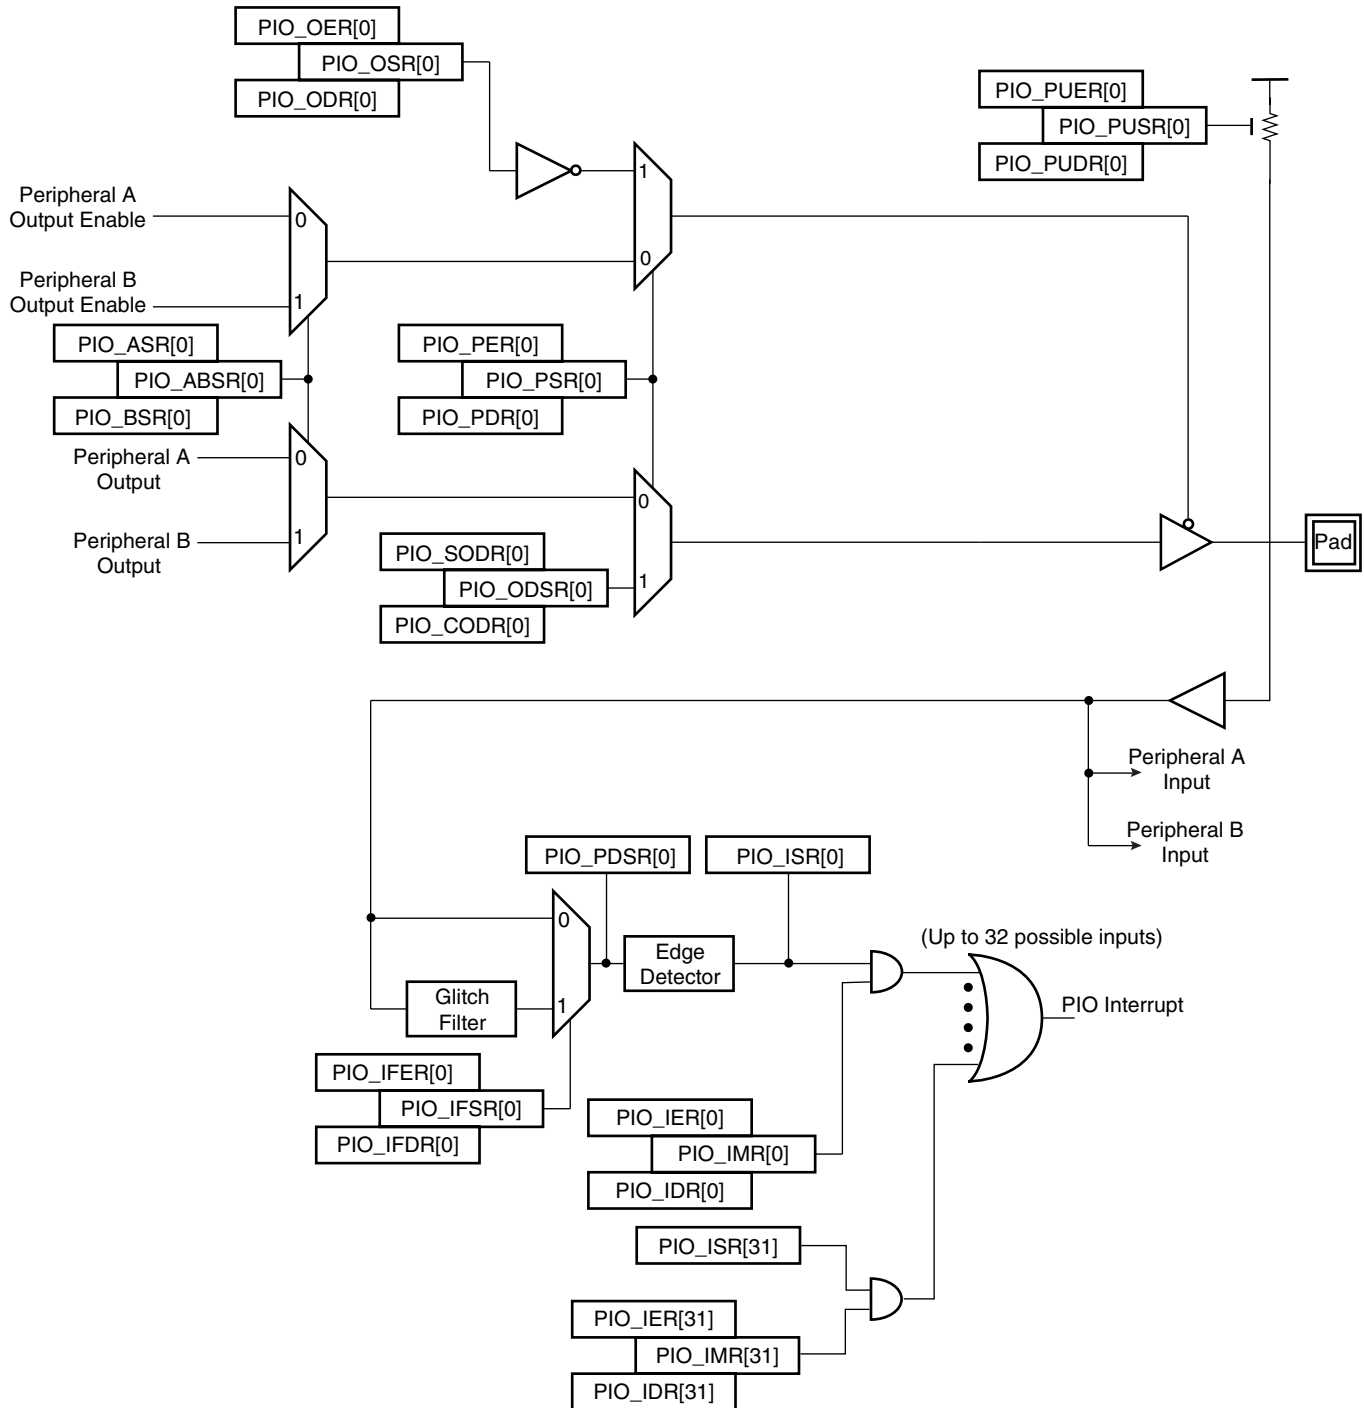 PIO_OER[0]
PIO_OSR[0]
PIO_ODR[0]
PIO_PUER[0]
PIO_PUSR[0]
PIO_PUDR[0]
1
0
Peripheral A
Output Enable
0
Peripheral B
Output Enable
1
PIO_ASR[0]
PIO_ABSR[0]
PIO_BSR[0]
PIO_PER[0]
PIO_PSR[0]
PIO_PDR[0]
Peripheral A
Output
0
Peripheral B
Output
1
0
1
PIO_SODR[0]
PIO_ODSR[0]
PIO_CODR[0]
Pad
Peripheral A
Input
Peripheral B
Input
PIO_PDSR[0]
PIO_ISR[0]
0
1
Glitch
Filter
Edge
Detector
(Up to 32 possible inputs)
PIO Interrupt
PIO_IFER[0]
PIO_IFSR[0]
PIO_IFDR[0]
PIO_IER[0]
PIO_IMR[0]
PIO_IDR[0]
PIO_ISR[31]
PIO_IER[31]
PIO_IMR[31]
PIO_IDR[31]